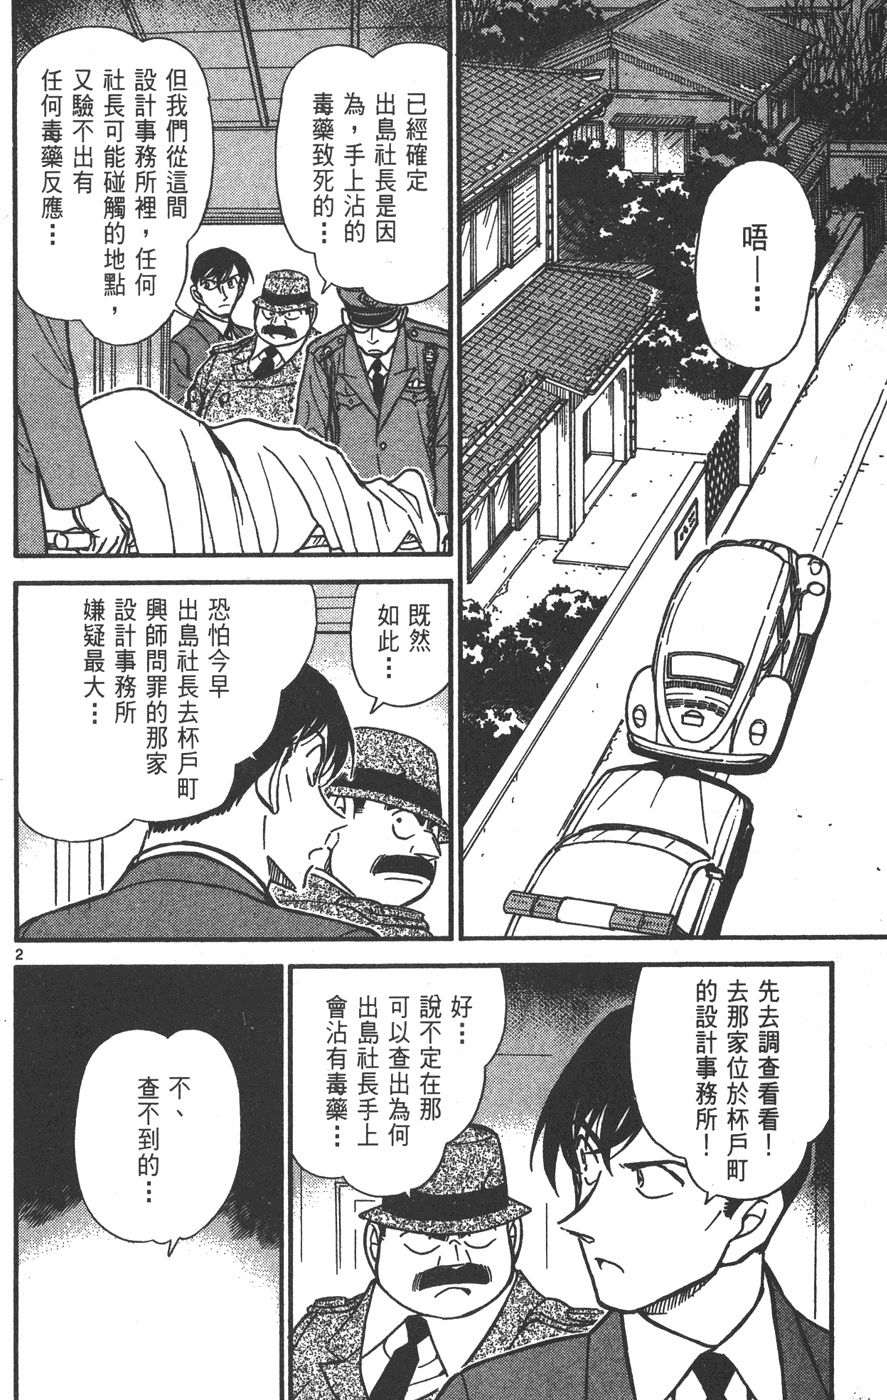 唔—…
已經確定
出島社長是因
為，手上沾的
毒藥致死的…
但我們從這間
設計事務所裡，任何
社長可能碰觸的地點，
又驗不出有
任何毒藥反應…
既然
如此…
恐怕今早
出島社長去杯戶町
興師問罪的那家
設計事務所
嫌疑最大…
2
先去調查看看！
去那家位於杯戶町
的設計事務所！
好…
說不定在那
可以查出為何
出島社長手上
會沾有毒藥…
不、
查不到的…